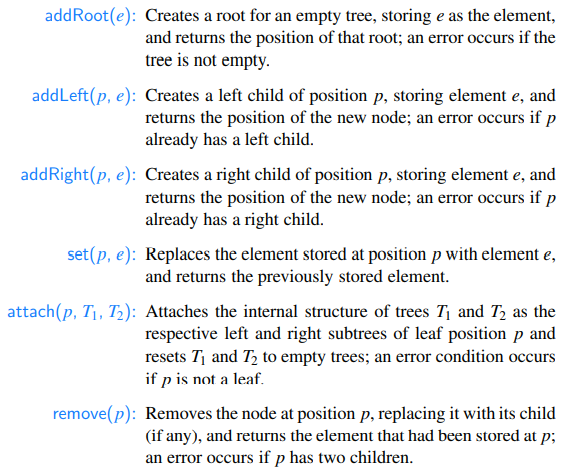 addRoot(e): Creates a root for an empty tree, storing e as the element,
and returns the position of that root; an error occurs if the
tree is not empty.
addLeft(p, e): Creates a left child of position p, storing element e, and
returns the position of the new node; an error occurs if p
already has a left child.
addRight(p, e): Creates a right child of position p, storing element e, and
returns the position of the new node; an error occurs if p
already has a right child.
set(p, e): Replaces the element stored at position p with element e,
and returns the previously stored element.
attach(p, T₁, T₂): Attaches the internal structure of trees T₁ and T₂ as the
respective left and right subtrees of leaf position p and
resets T₁ and T₂ to empty trees; an error condition occurs
if p is not a leaf.
remove(p): Removes the node at position p, replacing it with its child
(if any), and returns the element that had been stored at p;
an error occurs if p has two children.